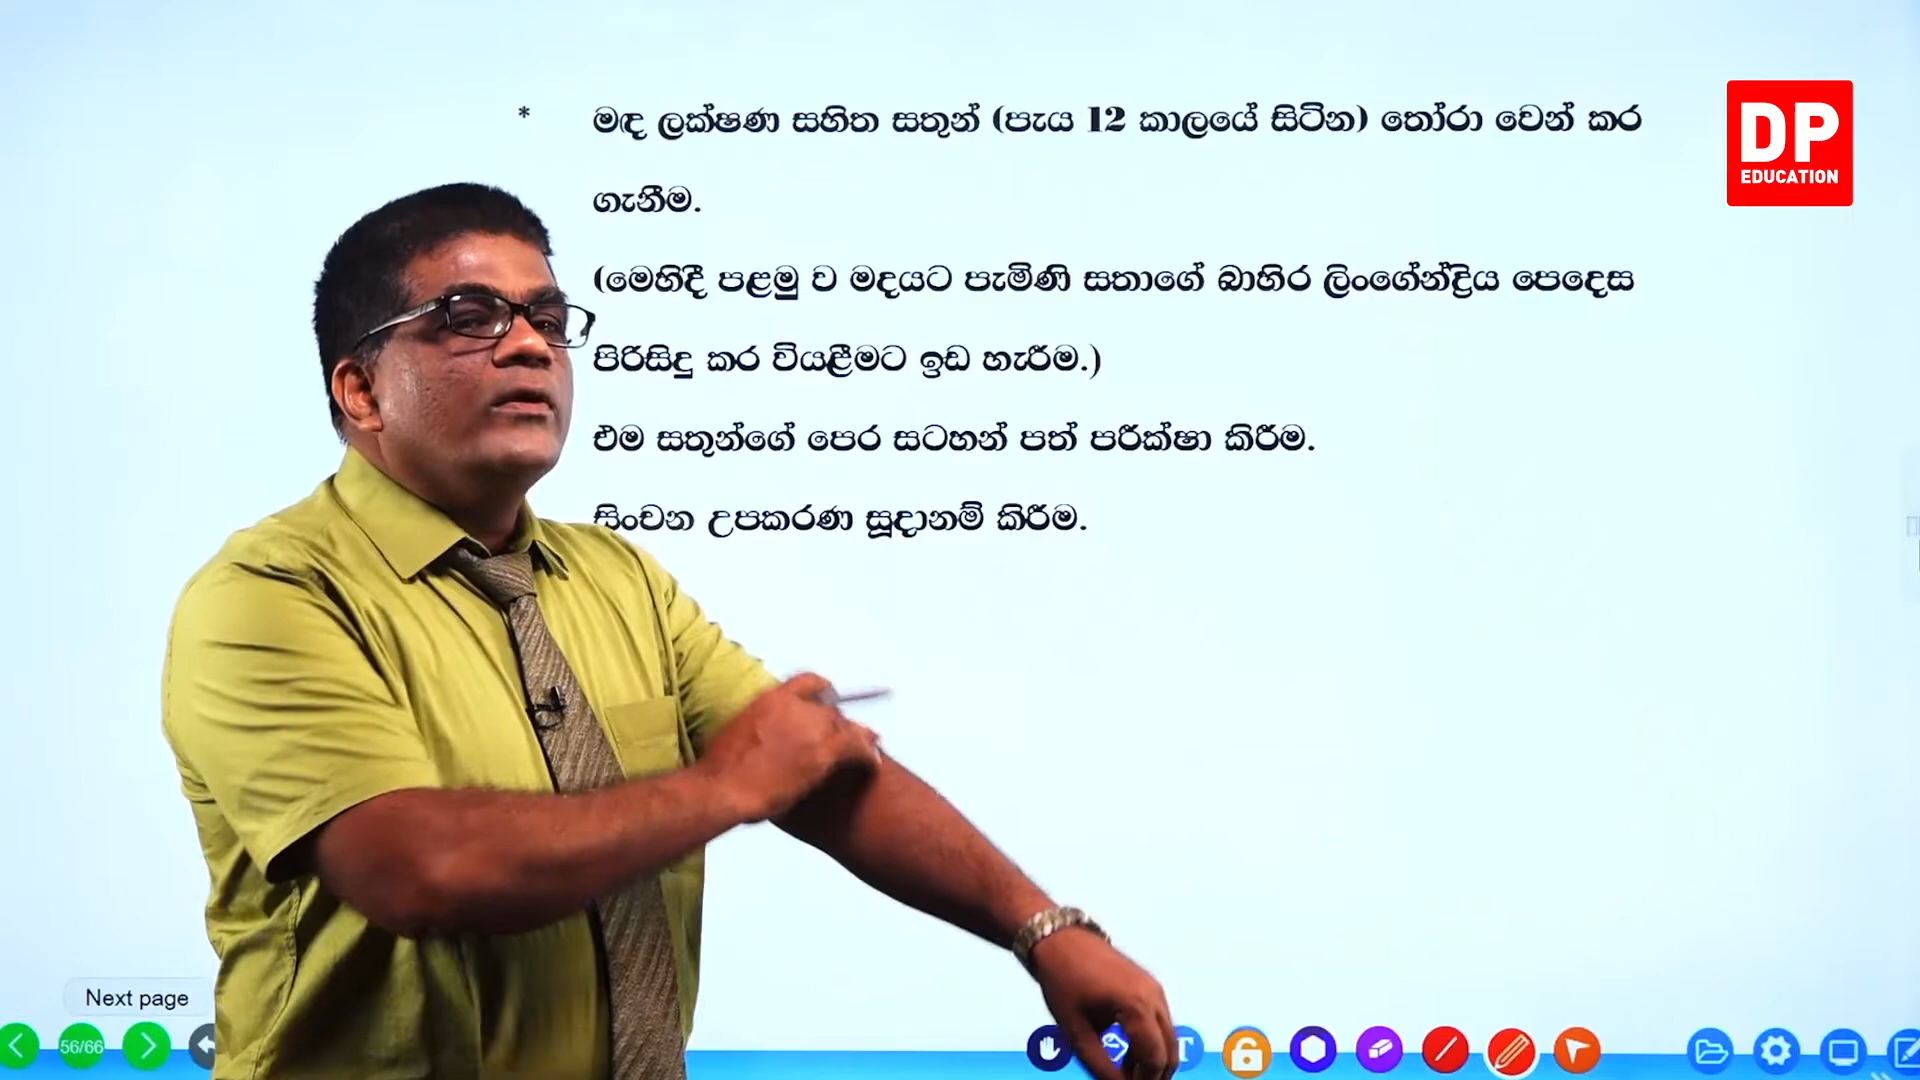 * මඳ ලක්ෂණ සහිත සතුන් (පැය 12 කාලයේ සිටින) තෝරා වෙන් කර
ගැනීම.
(මෙහිදී පළමු ව මදයට පැමිණි සතාගේ බාහිර ලිංගේන්ද්‍රිය පෙදෙස
පිරිසිදු කර වියළීමට ඉඩ හැරීම.)
එම සතුන්ගේ පෙර සටහන් පත් පරීක්ෂා කිරීම.
සිංචන උපකරණ සූදානම් කිරීම.
DP
EDUCATION
Next page
56/66
T